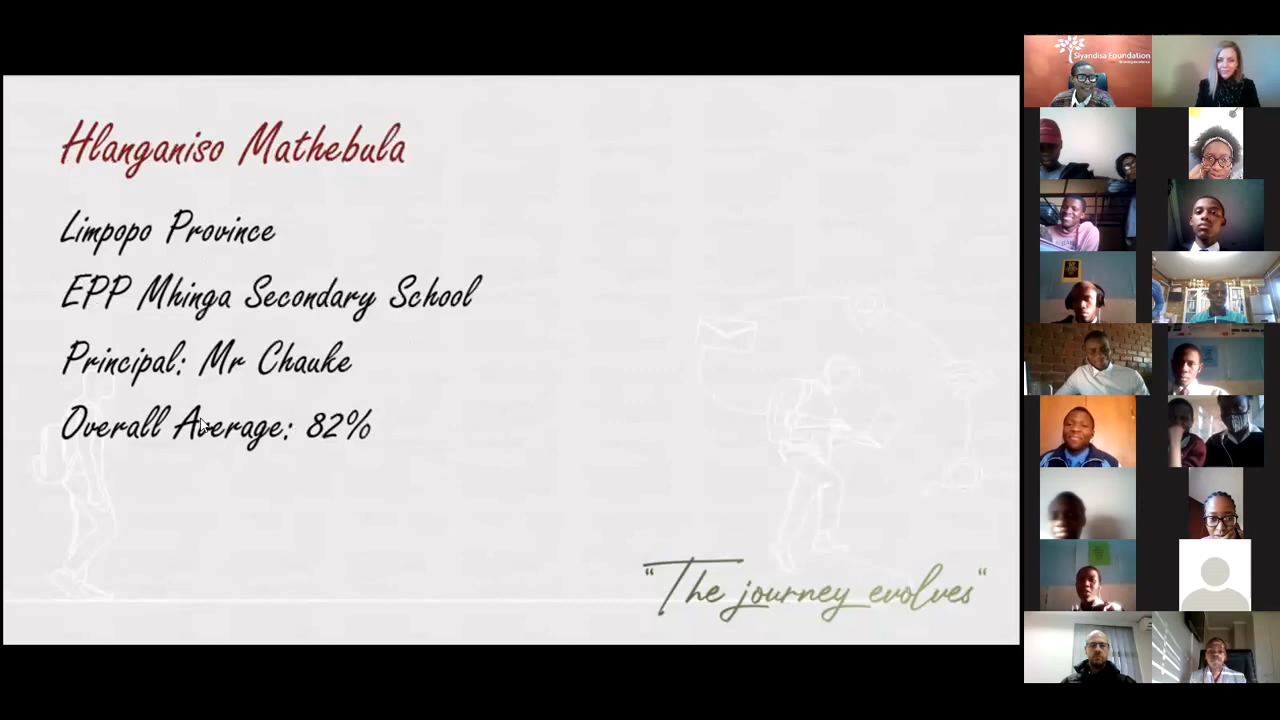 Hlanganiso Mathebula
Limpopo Province
EPP Mhinga Secondary School
Principal: Mr Chauke
Overall Average: 82%
"The journey evolves"
Siyandisa Foundation